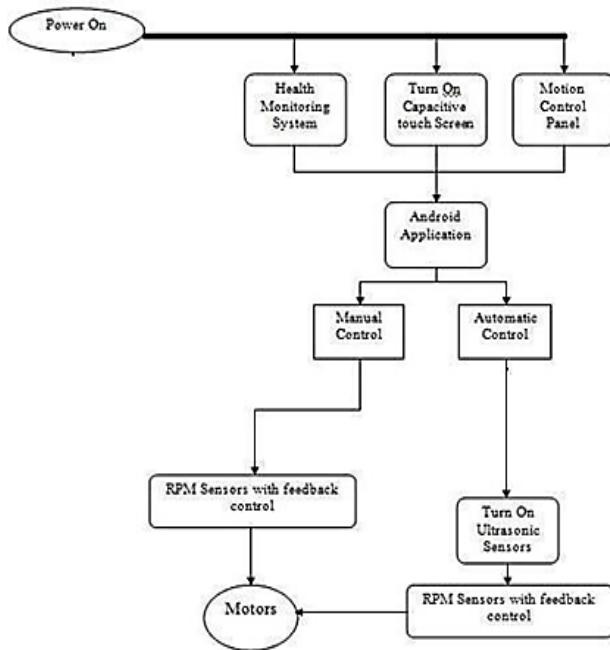 Power On
Health
Monitoring
System
Turn On
Capacitive
touch Screen
Motion
Control
Panel
Android
Application
Manual
Control
Automatic
Control
RPM Sensors with feedback
control
Turn On
Ultrasonic
Sensors
Motors
RPM Sensors with feedback
control